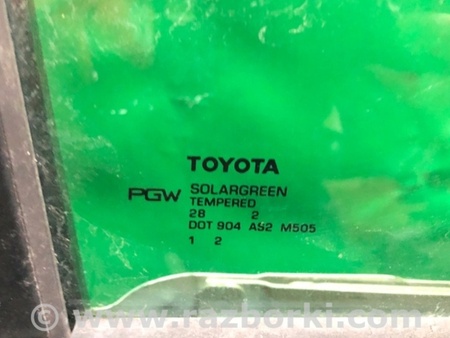 TOYOTA
PGW SOLARGREEN
TEMPERED
28 2
DOT 904 AS2 M505
1 2
© www.razborki.com